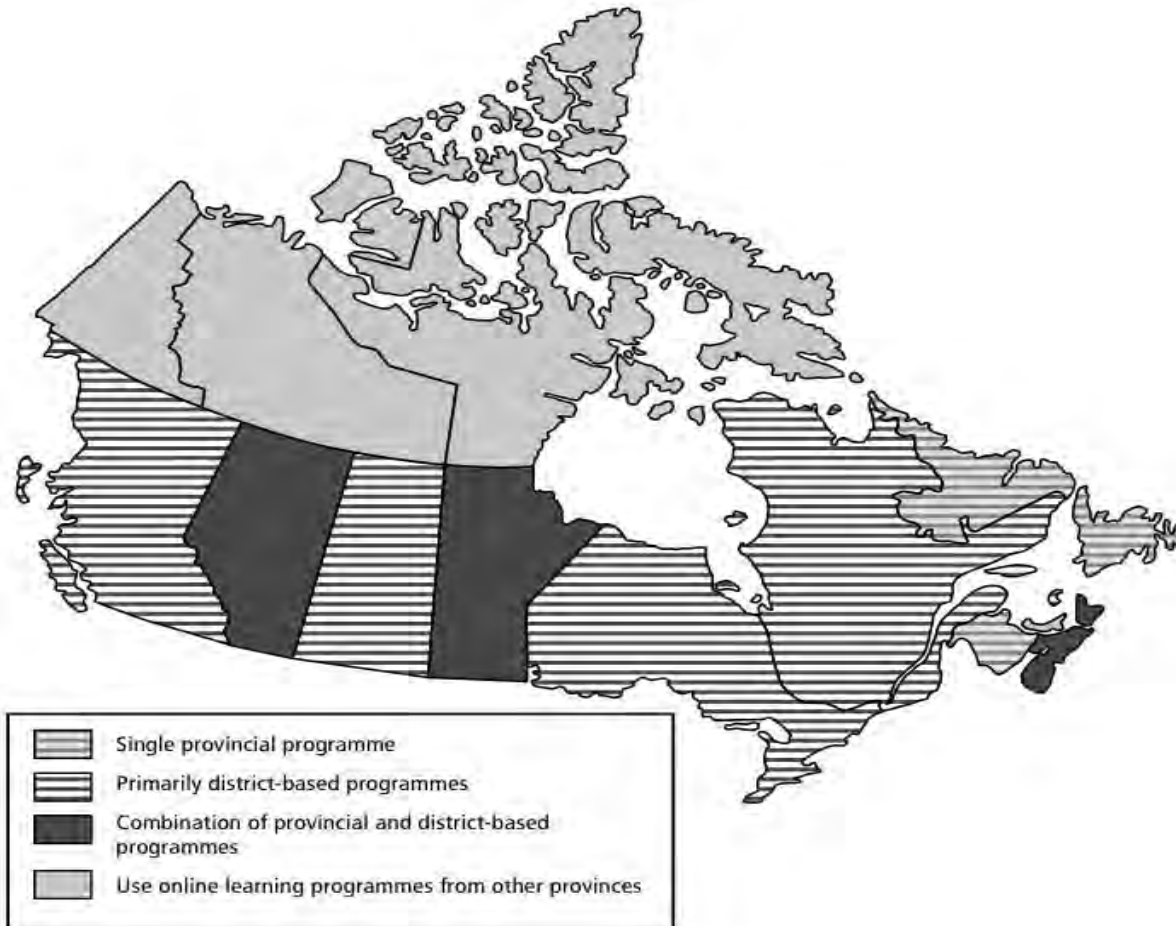 Single provincial programme
Primarily district-based programmes
Combination of provincial and district-based
programmes
Use online learning programmes from other provinces